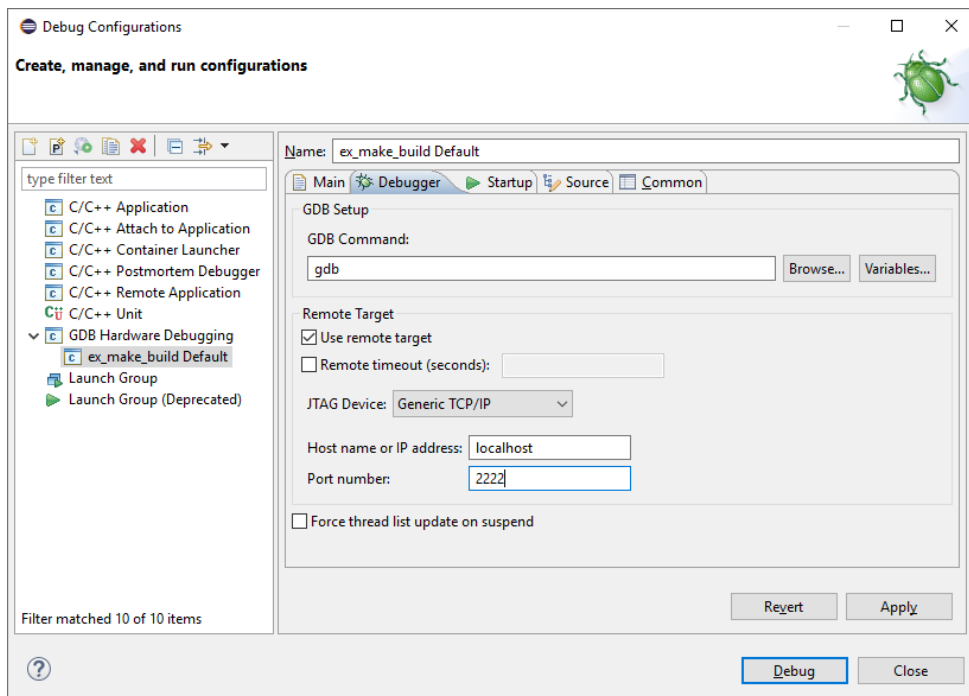 Debug Configurations
Create, manage, and run configurations
type filter text
C/C++ Application
C/C++ Attach to Application
C/C++ Container Launcher
C/C++ Postmortem Debugger
C/C++ Remote Application
C/C++ Unit
GDB Hardware Debugging
ex_make_build Default
Launch Group
Launch Group (Deprecated)
Filter matched 10 of 10 items
Name: ex_make_build Default
Main Debugger Startup Source Common
GDB Setup
GDB Command:
gdb Browse... Variables...
Remote Target
Use remote target
Remote timeout (seconds):
JTAG Device: Generic TCP/IP
Host name or IP address: localhost
Port number: 2222
Force thread list update on suspend
Revert Apply
? Debug Close